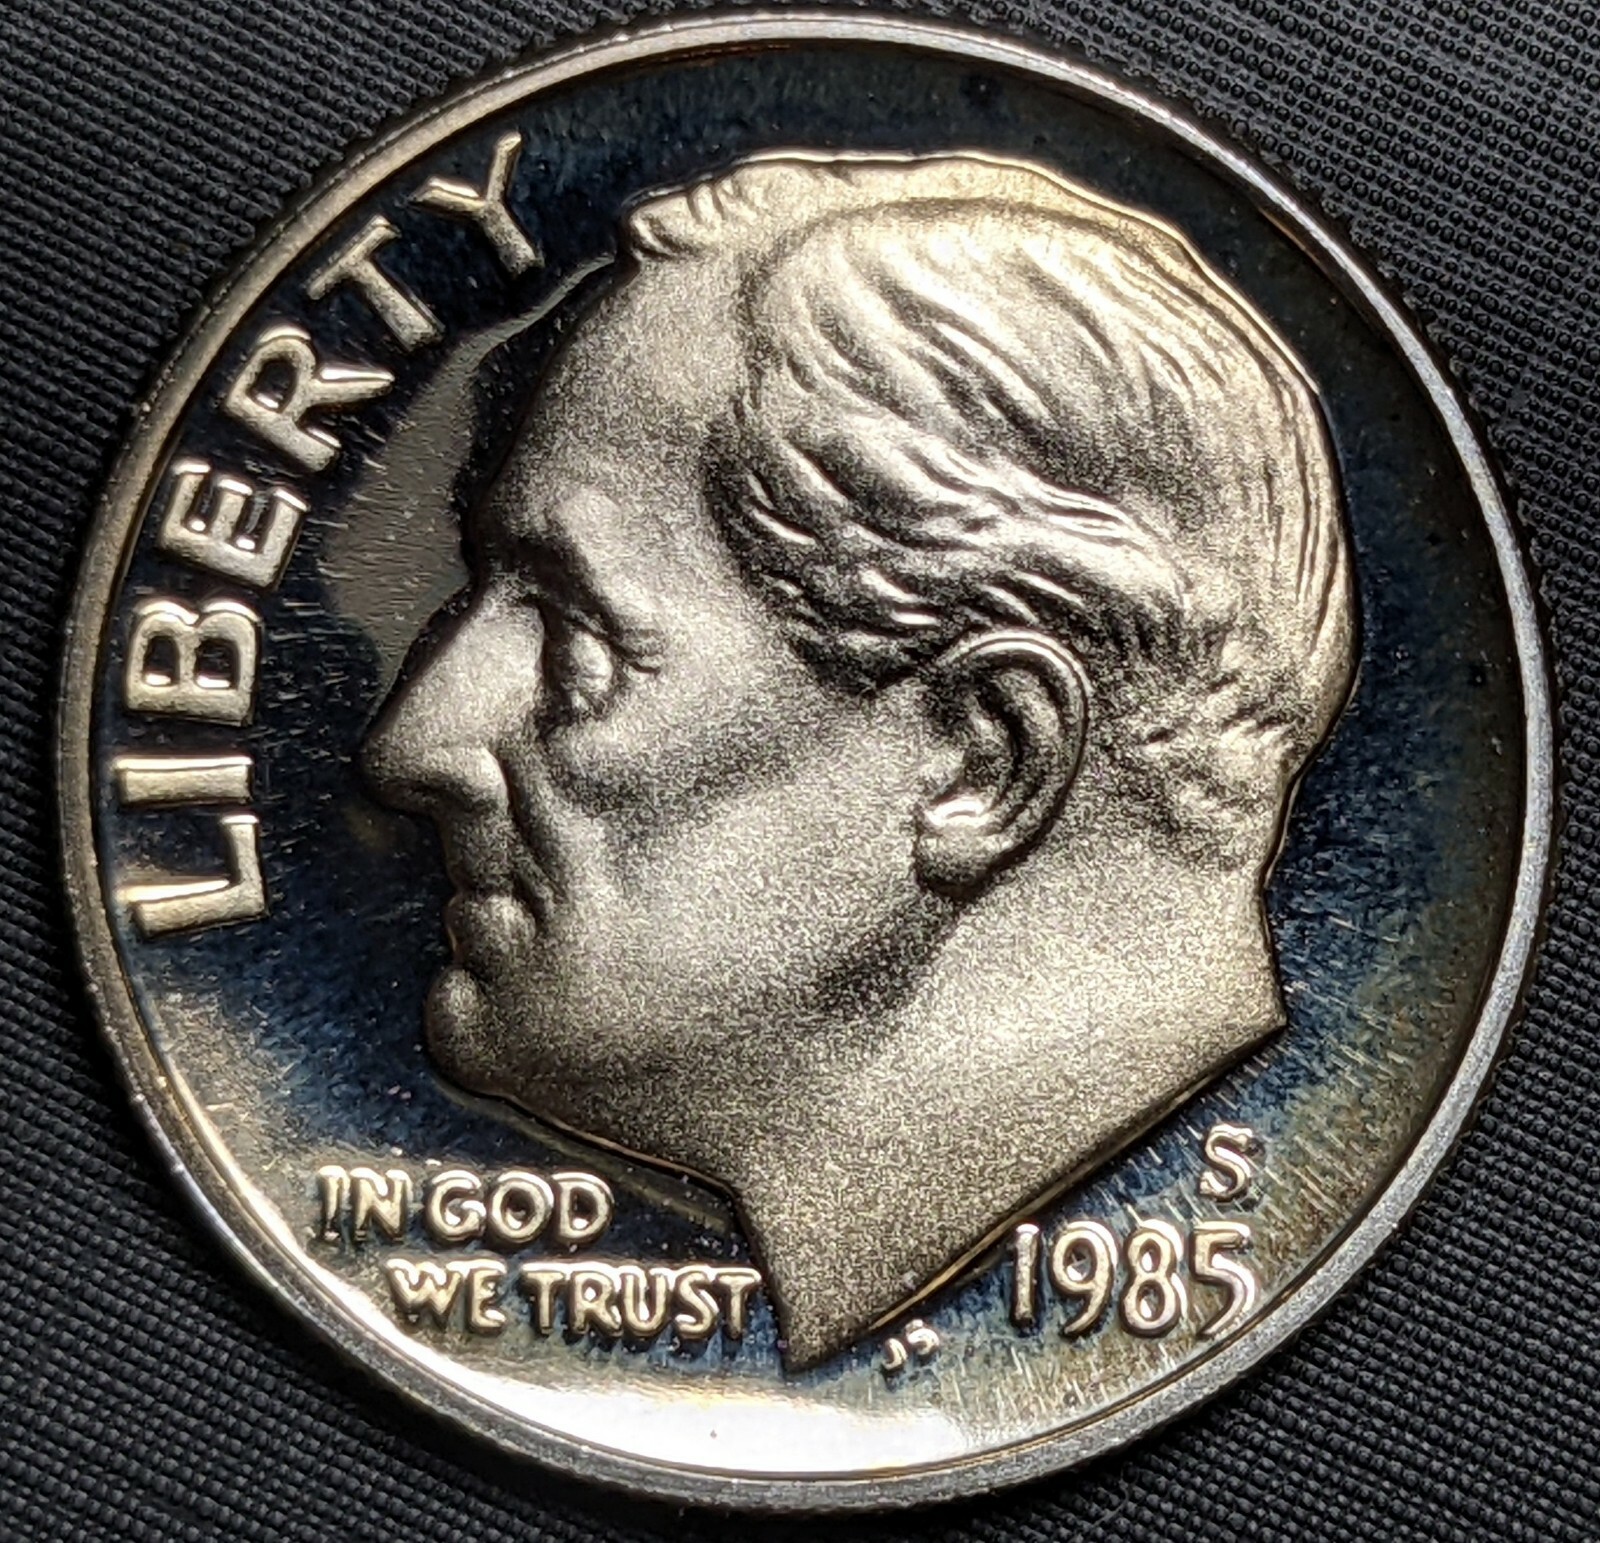 LIBERTY
IN GOD
WE TRUST
JS
S
1985